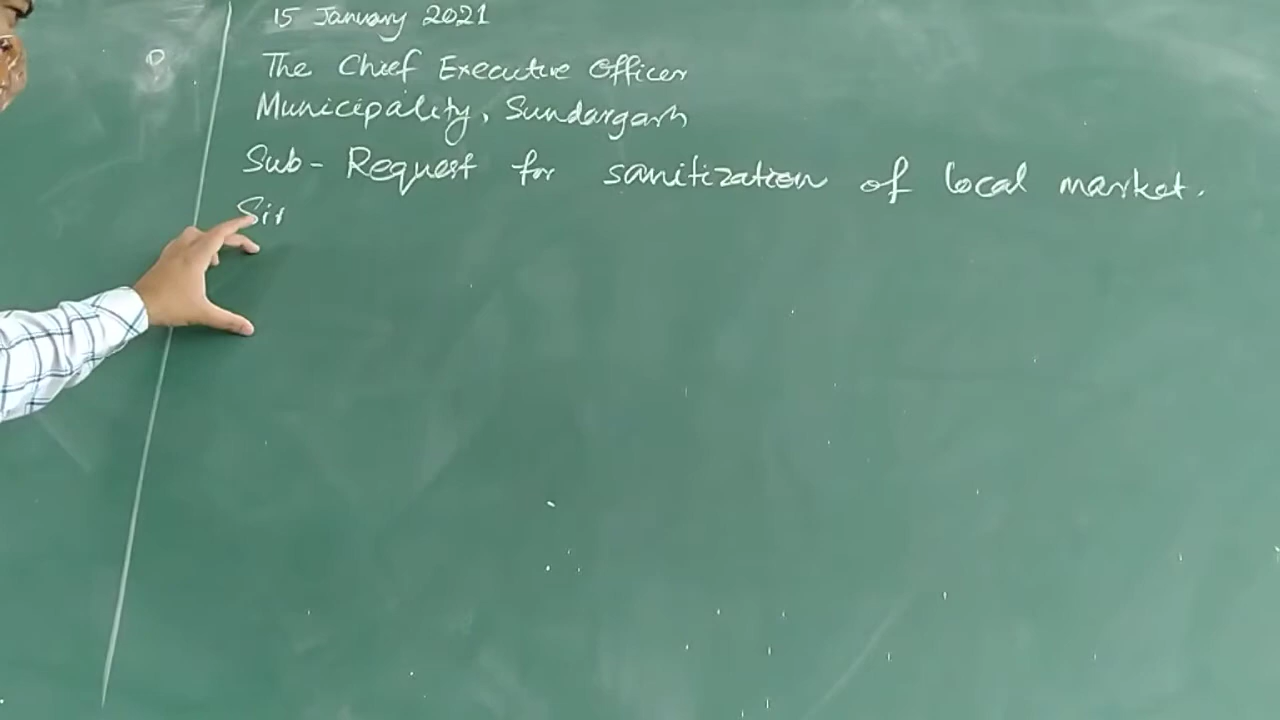 15 January 2021
The Chief Executive Officer
Municipality, Sundargarh
Sub- Request for sanitization of local market.
Sir